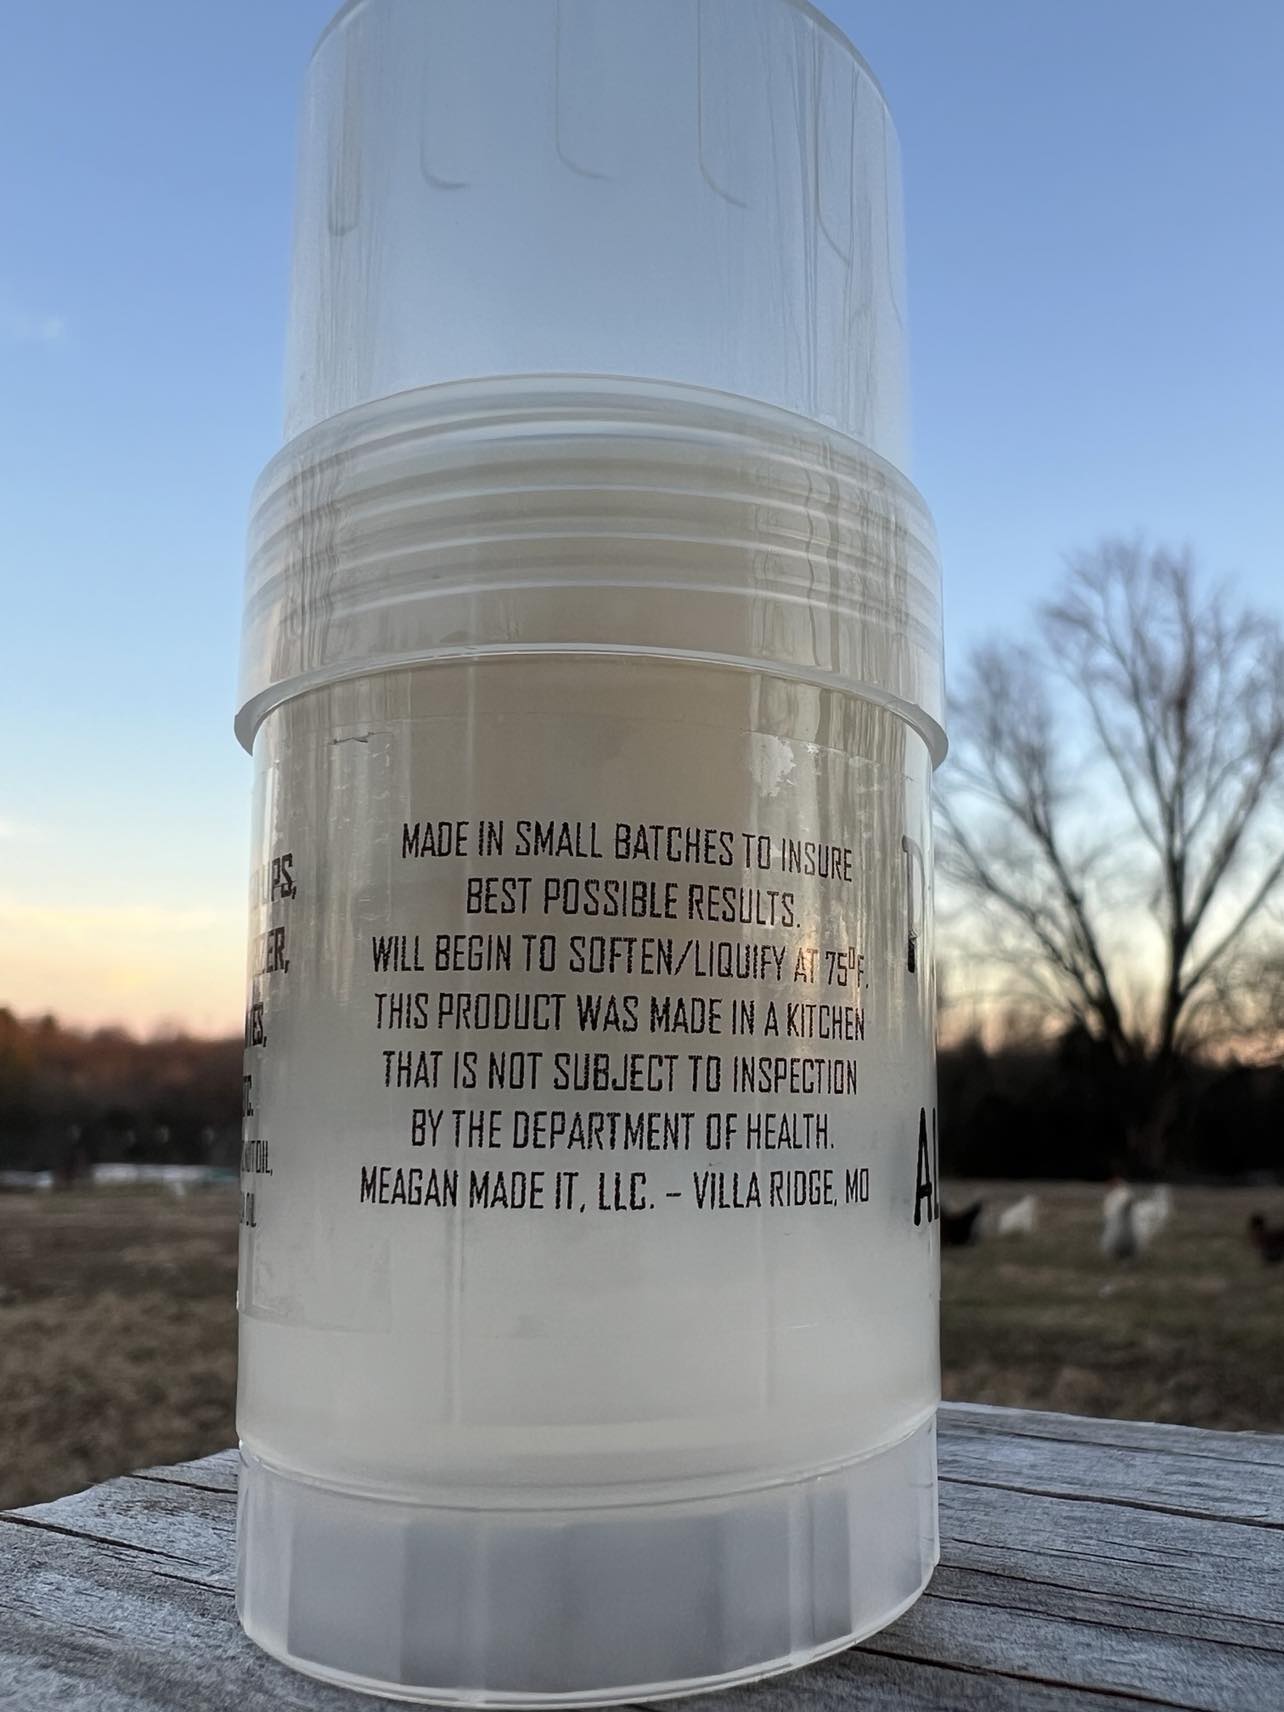 MADE IN SMALL BATCHES TO INSURE
BEST POSSIBLE RESULTS.
WILL BEGIN TO SOFTEN/LIQUIFY AT 75⁰F.
THIS PRODUCT WAS MADE IN A KITCHEN
THAT IS NOT SUBJECT TO INSPECTION
BY THE DEPARTMENT OF HEALTH.
MEAGAN MADE IT, LLC. - VILLA RIDGE, MO